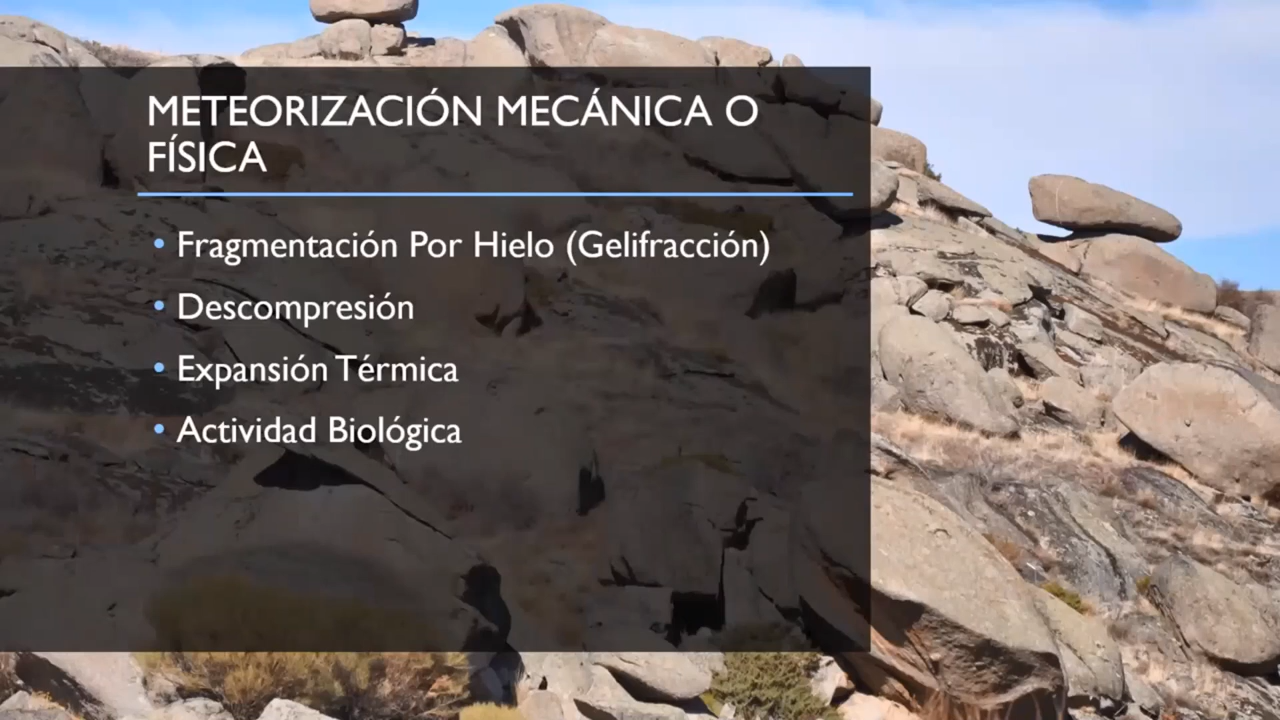 METEORIZACIÓN MECÁNICA O
FÍSICA
• Fragmentación Por Hielo (Gelifracción)
• Descompresión
• Expansión Térmica
• Actividad Biológica